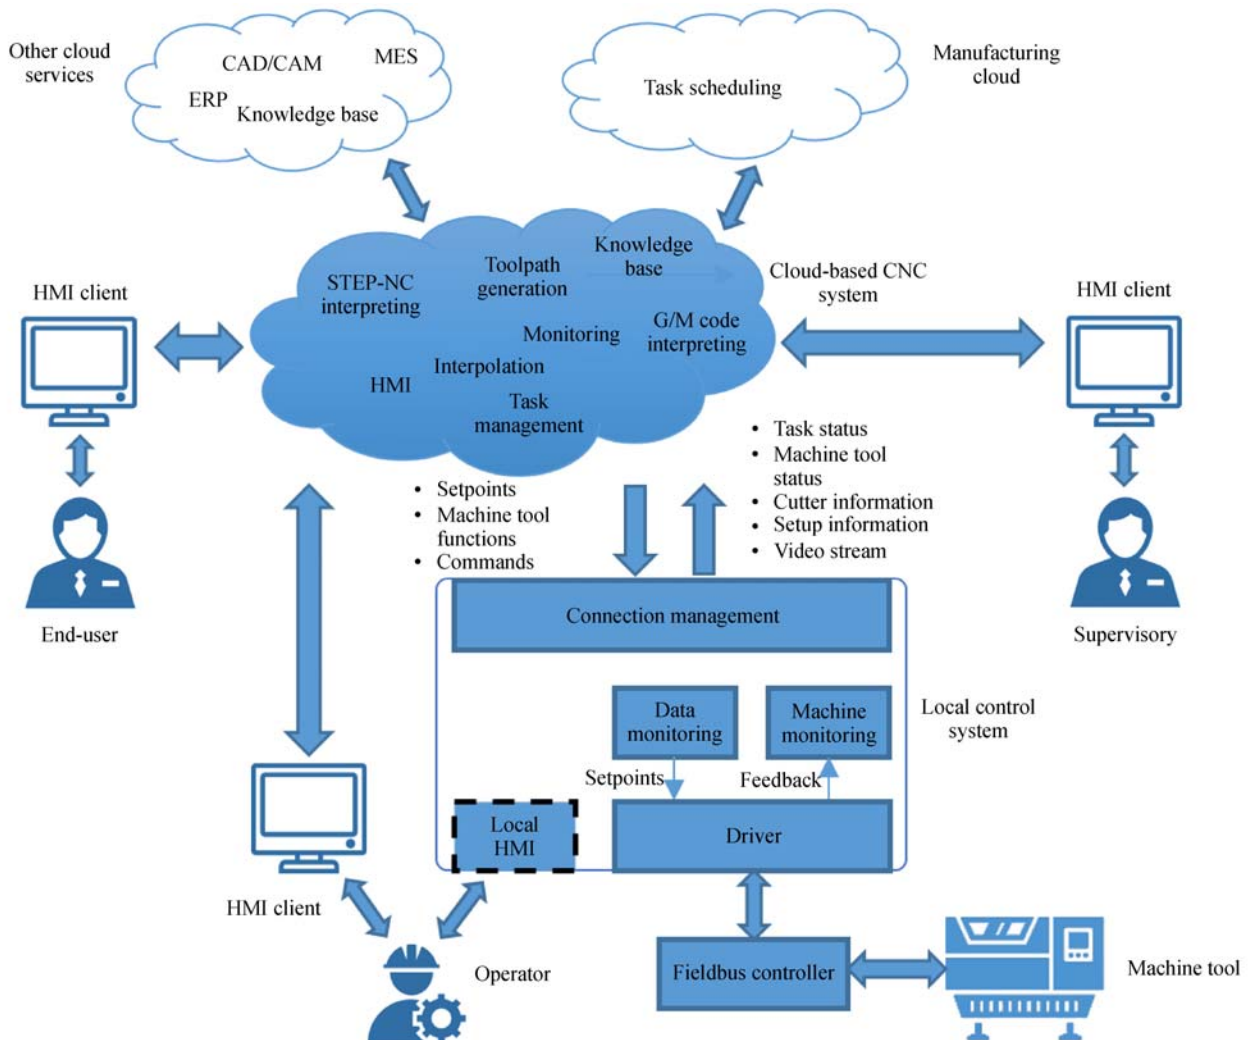 Other cloud
services
CAD/CAM
MES
ERP
Knowledge base
Task scheduling
Manufacturing
cloud
HMI client
STEP-NC
interpreting
Toolpath
generation
Knowledge
base
Monitoring
G/M code
interpreting
Interpolation
HMI
Task
management
Cloud-based CNC
system
HMI client
• Setpoints
• Machine tool
functions
• Commands
• Task status
• Machine tool
status
• Cutter information
• Setup information
• Video stream
End-user
Supervisory
Connection management
Data
monitoring
Machine
monitoring
Local control
system
Setpoints
Feedback
Local
HMI
Driver
HMI client
Operator
Fieldbus controller
Machine tool